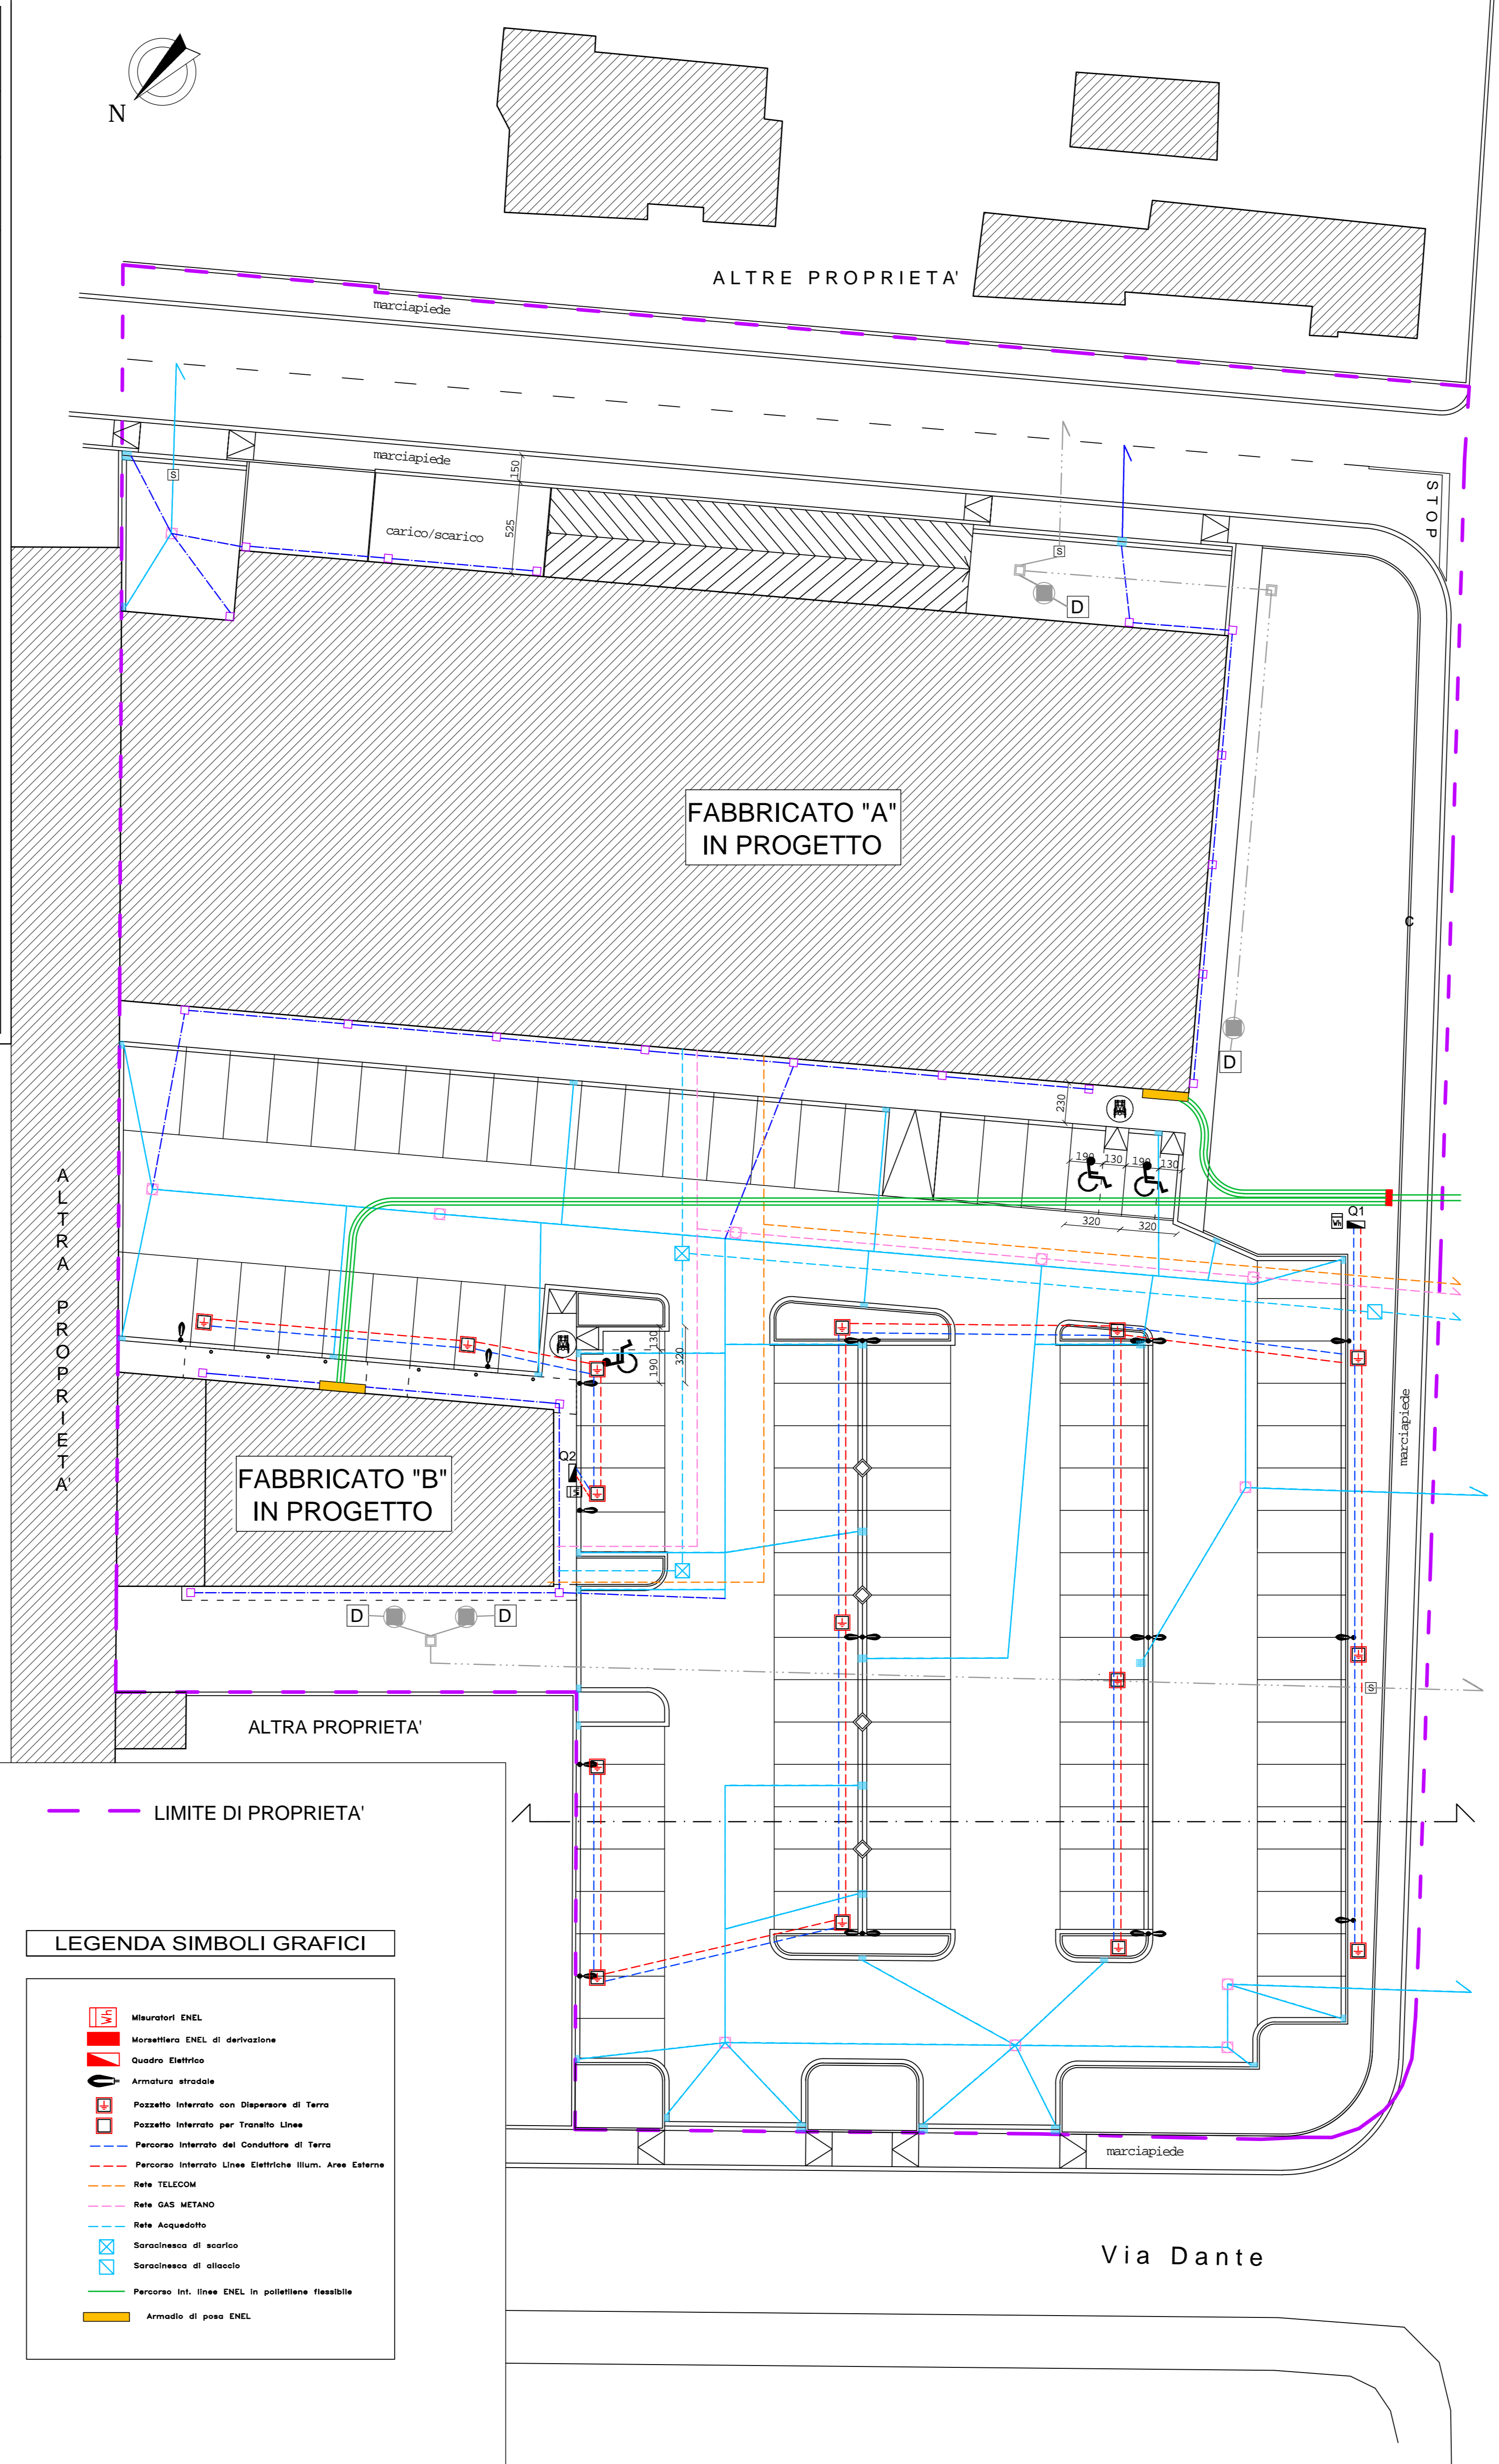 N
ALTRE PROPRIETA'
marciapiede
STOP
marciapiede
150
S
carico/scarico
525
S
D
FABBRICATO "A"
IN PROGETTO
C
D
230
190
130
190
130
ALTRA PROPRIETA'
320
320
Q1
Wh
130
190
320
marciapiede
Q2
FABBRICATO "B"
IN PROGETTO
D
D
S
ALTRA PROPRIETA'
LIMITE DI PROPRIETA'
LEGENDA SIMBOLI GRAFICI
Wh
Misuratori ENEL
Morsettiera ENEL di derivazione
Quadro Elettrico
Armatura stradale
Pozzetto Interrato con Dispersore di Terra
Pozzetto Interrato per Transito Linee
Percorso Interrato del Conduttore di Terra
Percorso Interrato Linee Elettriche Illum. Aree Esterne
Rete TELECOM
Rete GAS METANO
Rete Acquedotto
Saracinesca di scarico
Saracinesca di allaccio
Percorso Int. linee ENEL in polietilene flessibile
Armadio di posa ENEL
marciapiede
Via Dante